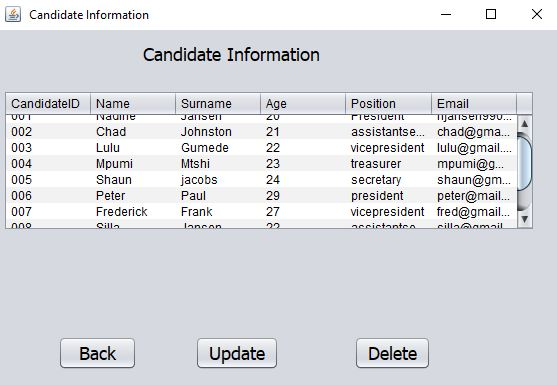 Candidate Information
Candidate Information
CandidateID Name Surname Age Position Email
001 Nadine Jansen 20 President njansen990...
002 Chad Johnston 21 assistantse... chad@gma...
003 Lulu Gumede 22 vicepresident lulu@gmail....
004 Mpumi Mtshi 23 treasurer mpumi@g...
005 Shaun jacobs 24 secretary shaun@gm...
006 Peter Paul 29 president peter@mail...
007 Frederick Frank 27 vicepresident fred@gmail...
008 Silla Jansen 22 assistantse... silla@gmail...
Back Update Delete